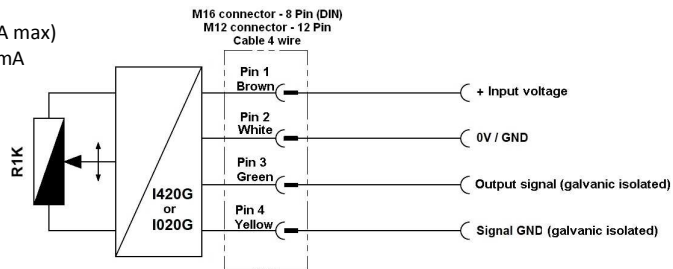 M16 connector - 8 Pin (DIN)
M12 connector - 12 Pin
Cable 4 wire
A max)
mA
Pin 1
Brown
+ Input voltage
Pin 2
White
0V / GND
R1K
Pin 3
Green
Output signal (galvanic isolated)
I420G
or
I020G
Pin 4
Yellow
Signal GND (galvanic isolated)